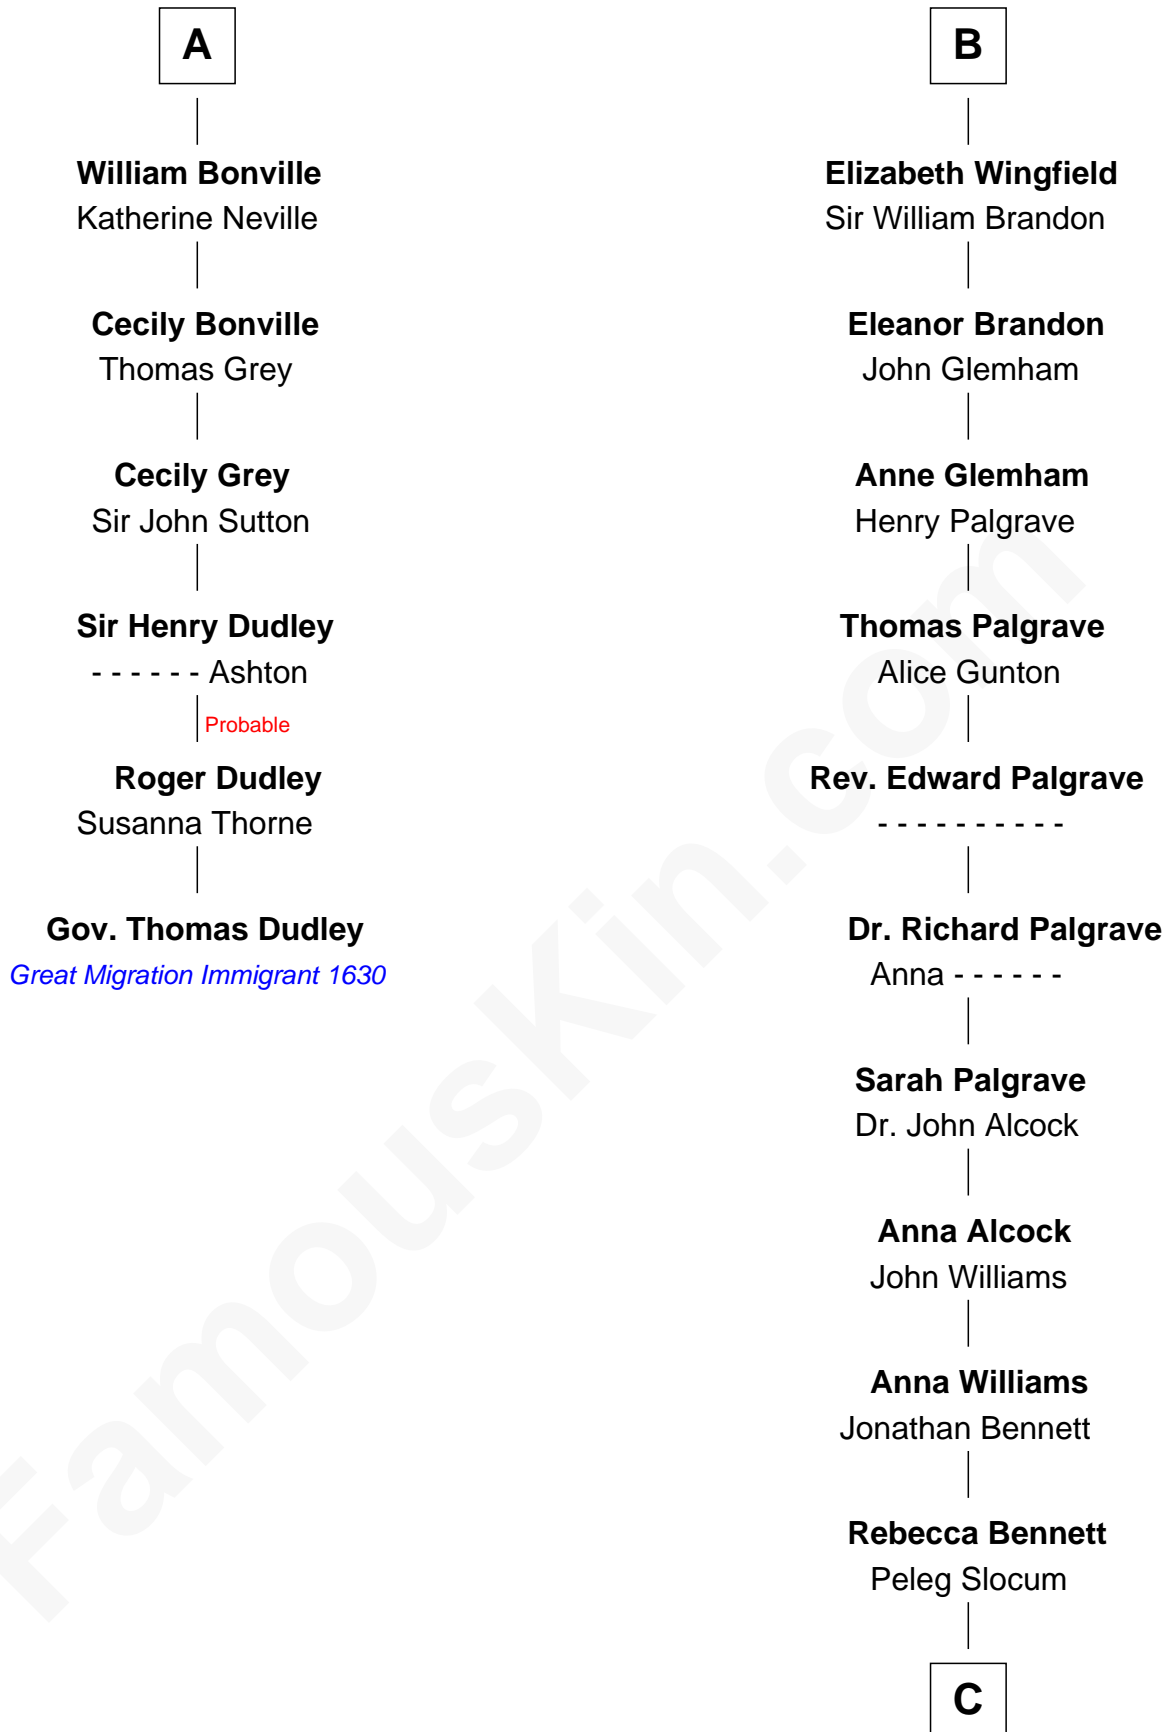 A
William Bonville
Katherine Neville
Cecily Bonville
Thomas Grey
Cecily Grey
Sir John Sutton
Sir Henry Dudley
- - - - - - Ashton
Probable
Roger Dudley
Susanna Thorne
Gov. Thomas Dudley
Great Migration Immigrant 1630
B
Elizabeth Wingfield
Sir William Brandon
Eleanor Brandon
John Glemham
Anne Glemham
Henry Palgrave
Thomas Palgrave
Alice Gunton
Rev. Edward Palgrave
- - - - - - - - - -
Dr. Richard Palgrave
Anna - - - - - -
Sarah Palgrave
Dr. John Alcock
Anna Alcock
John Williams
Anna Williams
Jonathan Bennett
Rebecca Bennett
Peleg Slocum
C
FamousKin.com